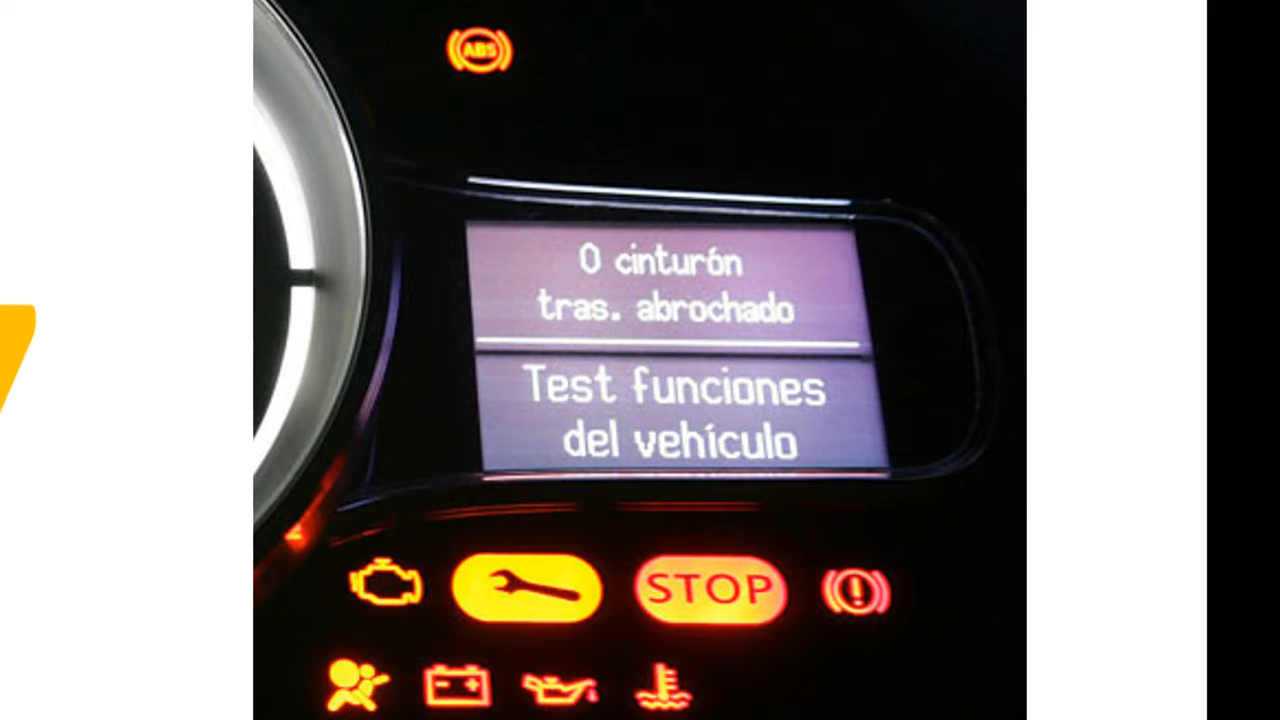 ABS
0 cinturón
tras. abrochado
Test funciones
del vehículo
STOP